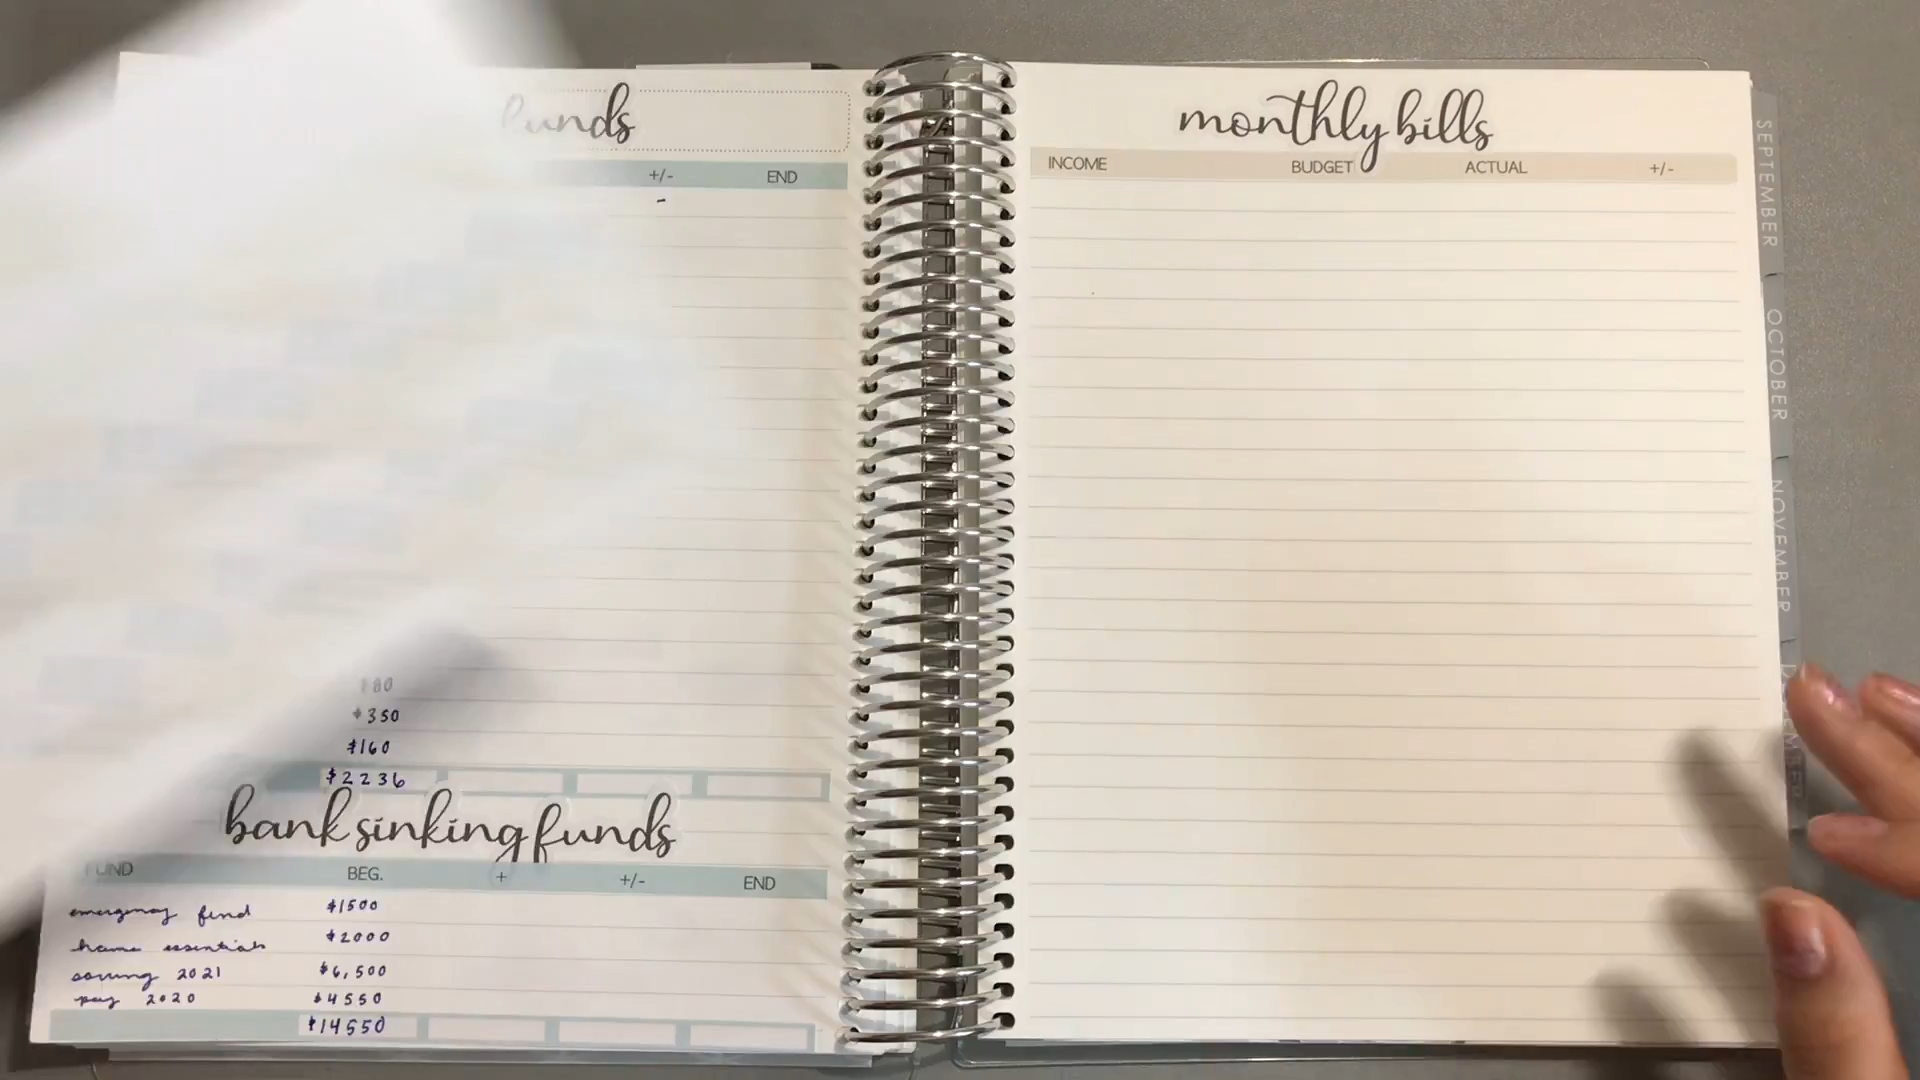 funds
+/- END
-
$80
$350
$160
$2236
bank sinking funds
FUND BEG. + +/- END
emergency fund $1500
home essentials $2000
saving 2021 $6,500
pay 2020 $4550
$14550
monthly bills
INCOME BUDGET ACTUAL +/-
SEPTEMBER
OCTOBER
NOVEMBER
DECEMBER